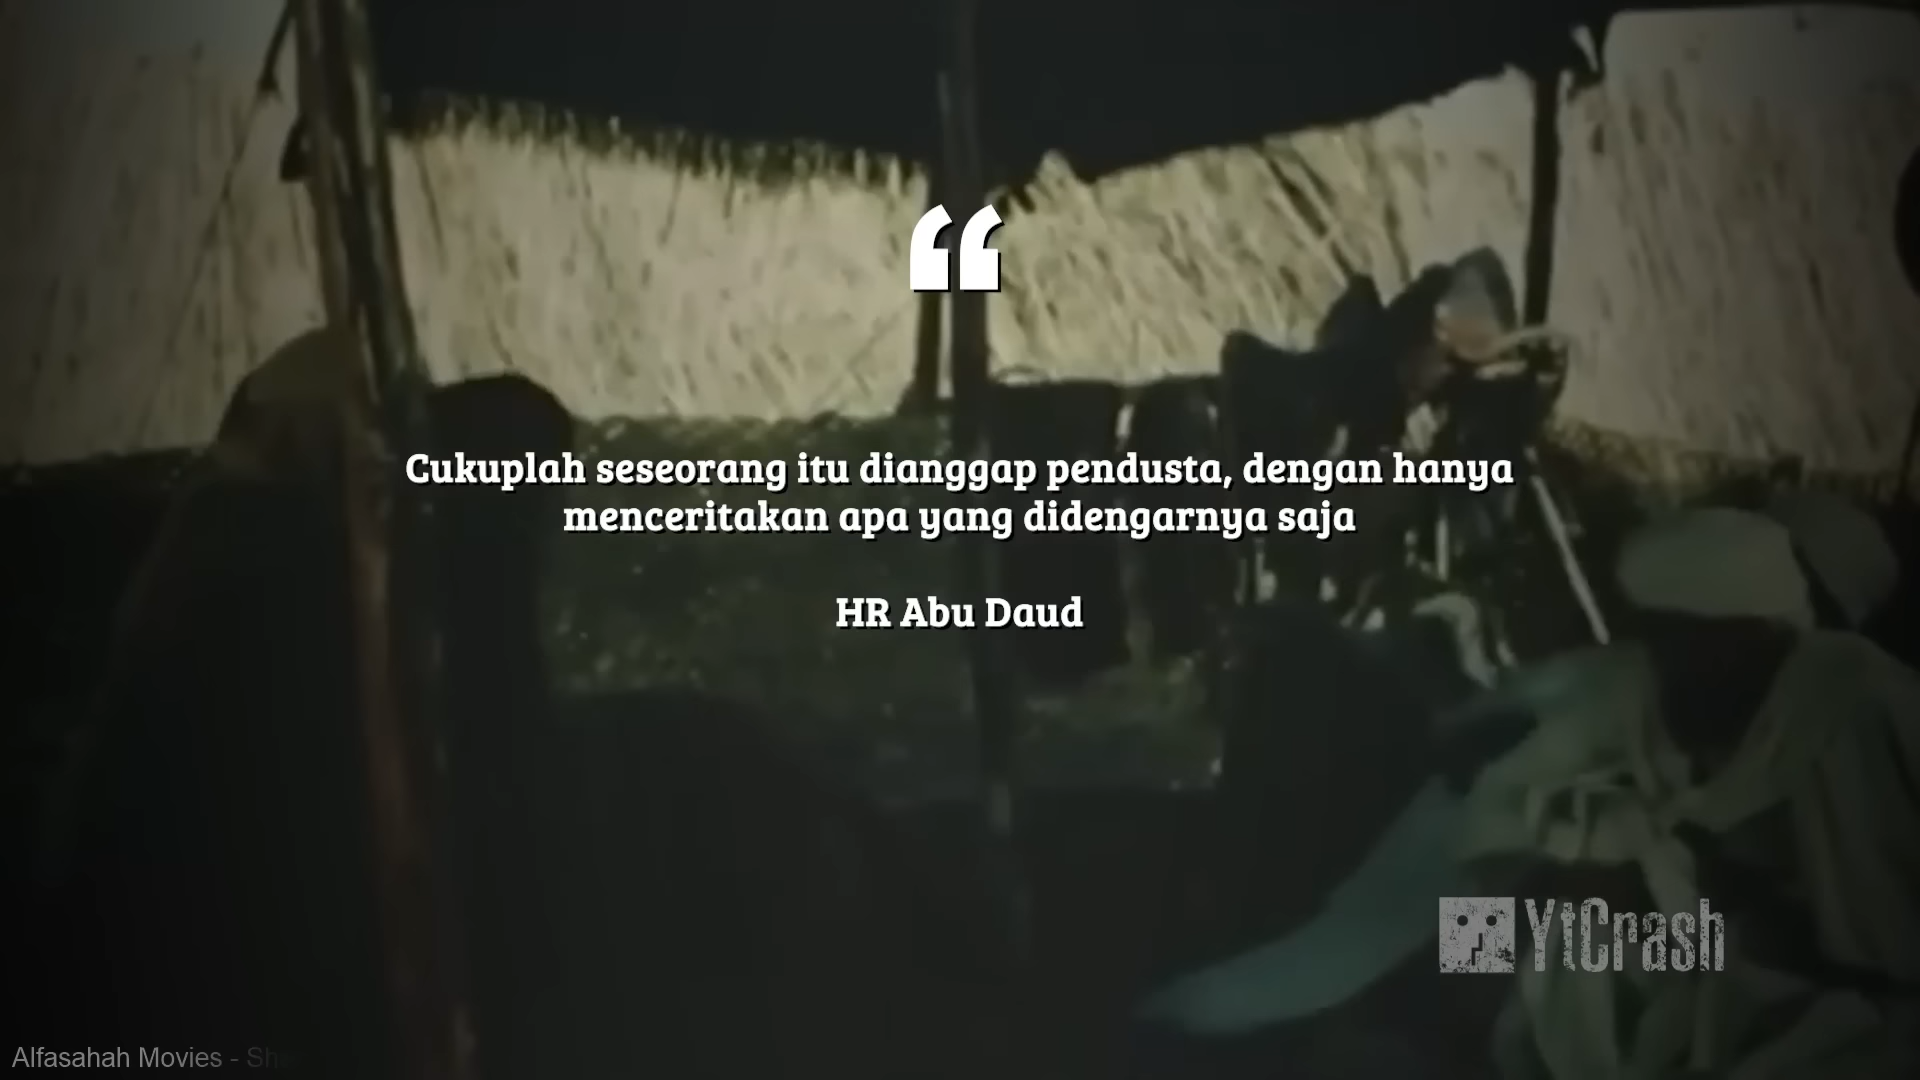 “
Cukuplah seseorang itu dianggap pendusta, dengan hanya
menceritakan apa yang didengarnya saja
HR Abu Daud
YtCrash
Alfasahah Movies -